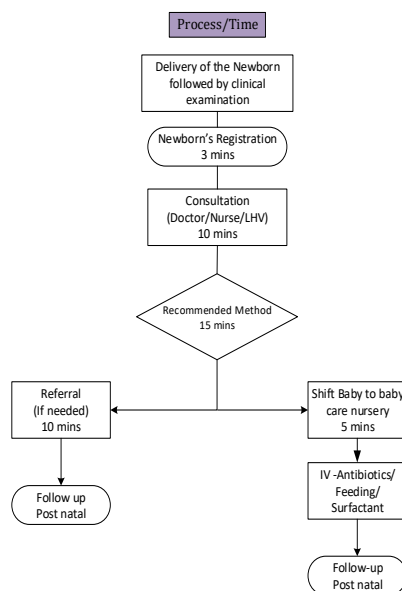 Process/Time
Delivery of the Newborn
followed by clinical
examination
Newborn's Registration
3 mins
Consultation
(Doctor/Nurse/LHV)
10 mins
Recommended Method
15 mins
Referral
(If needed)
10 mins
Shift Baby to baby
care nursery
5 mins
Follow up
Post natal
IV -Antibiotics/
Feeding/
Surfactant
Follow-up
Post natal